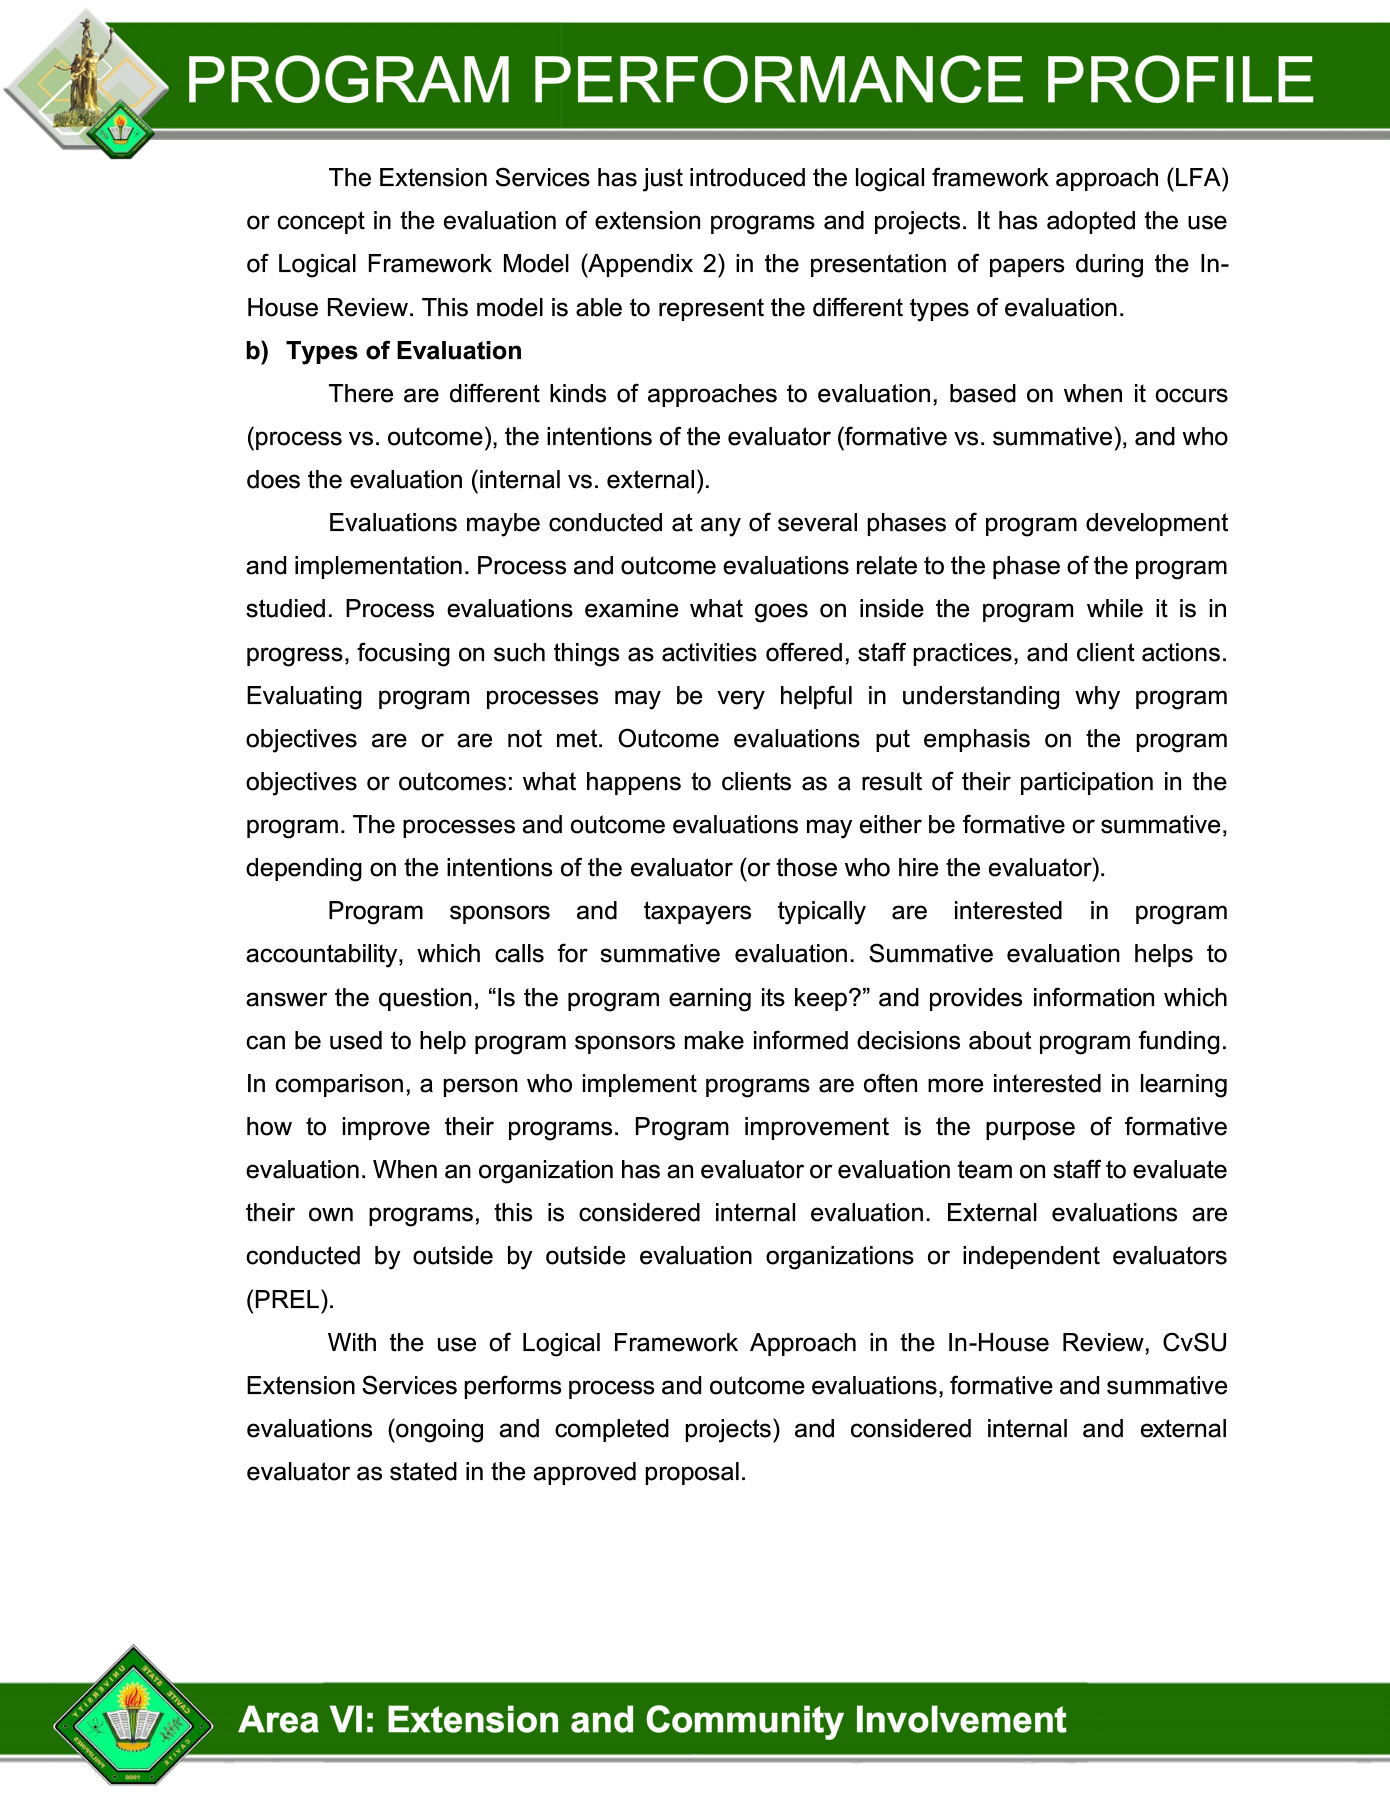 PROGRAM PERFORMANCE PROFILE
The Extension Services has just introduced the logical framework approach (LFA)
or concept in the evaluation of extension programs and projects. It has adopted the use
of Logical Framework Model (Appendix 2) in the presentation of papers during the In-
House Review. This model is able to represent the different types of evaluation.
b) Types of Evaluation
There are different kinds of approaches to evaluation, based on when it occurs
(process vs. outcome), the intentions of the evaluator (formative vs. summative), and who
does the evaluation (internal vs. external).
Evaluations maybe conducted at any of several phases of program development
and implementation. Process and outcome evaluations relate to the phase of the program
studied. Process evaluations examine what goes on inside the program while it is in
progress, focusing on such things as activities offered, staff practices, and client actions.
Evaluating program processes may be very helpful in understanding why program
objectives are or are not met. Outcome evaluations put emphasis on the program
objectives or outcomes: what happens to clients as a result of their participation in the
program. The processes and outcome evaluations may either be formative or summative,
depending on the intentions of the evaluator (or those who hire the evaluator).
Program sponsors and taxpayers typically are interested in program
accountability, which calls for summative evaluation. Summative evaluation helps to
answer the question, “Is the program earning its keep?” and provides information which
can be used to help program sponsors make informed decisions about program funding.
In comparison, a person who implement programs are often more interested in learning
how to improve their programs. Program improvement is the purpose of formative
evaluation. When an organization has an evaluator or evaluation team on staff to evaluate
their own programs, this is considered internal evaluation. External evaluations are
conducted by outside by outside evaluation organizations or independent evaluators
(PREL).
With the use of Logical Framework Approach in the In-House Review, CvSU
Extension Services performs process and outcome evaluations, formative and summative
evaluations (ongoing and completed projects) and considered internal and external
evaluator as stated in the approved proposal.
CAVITE STATE UNIVERSITY
CAVITE PHILIPPINES
Area VI: Extension and Community Involvement